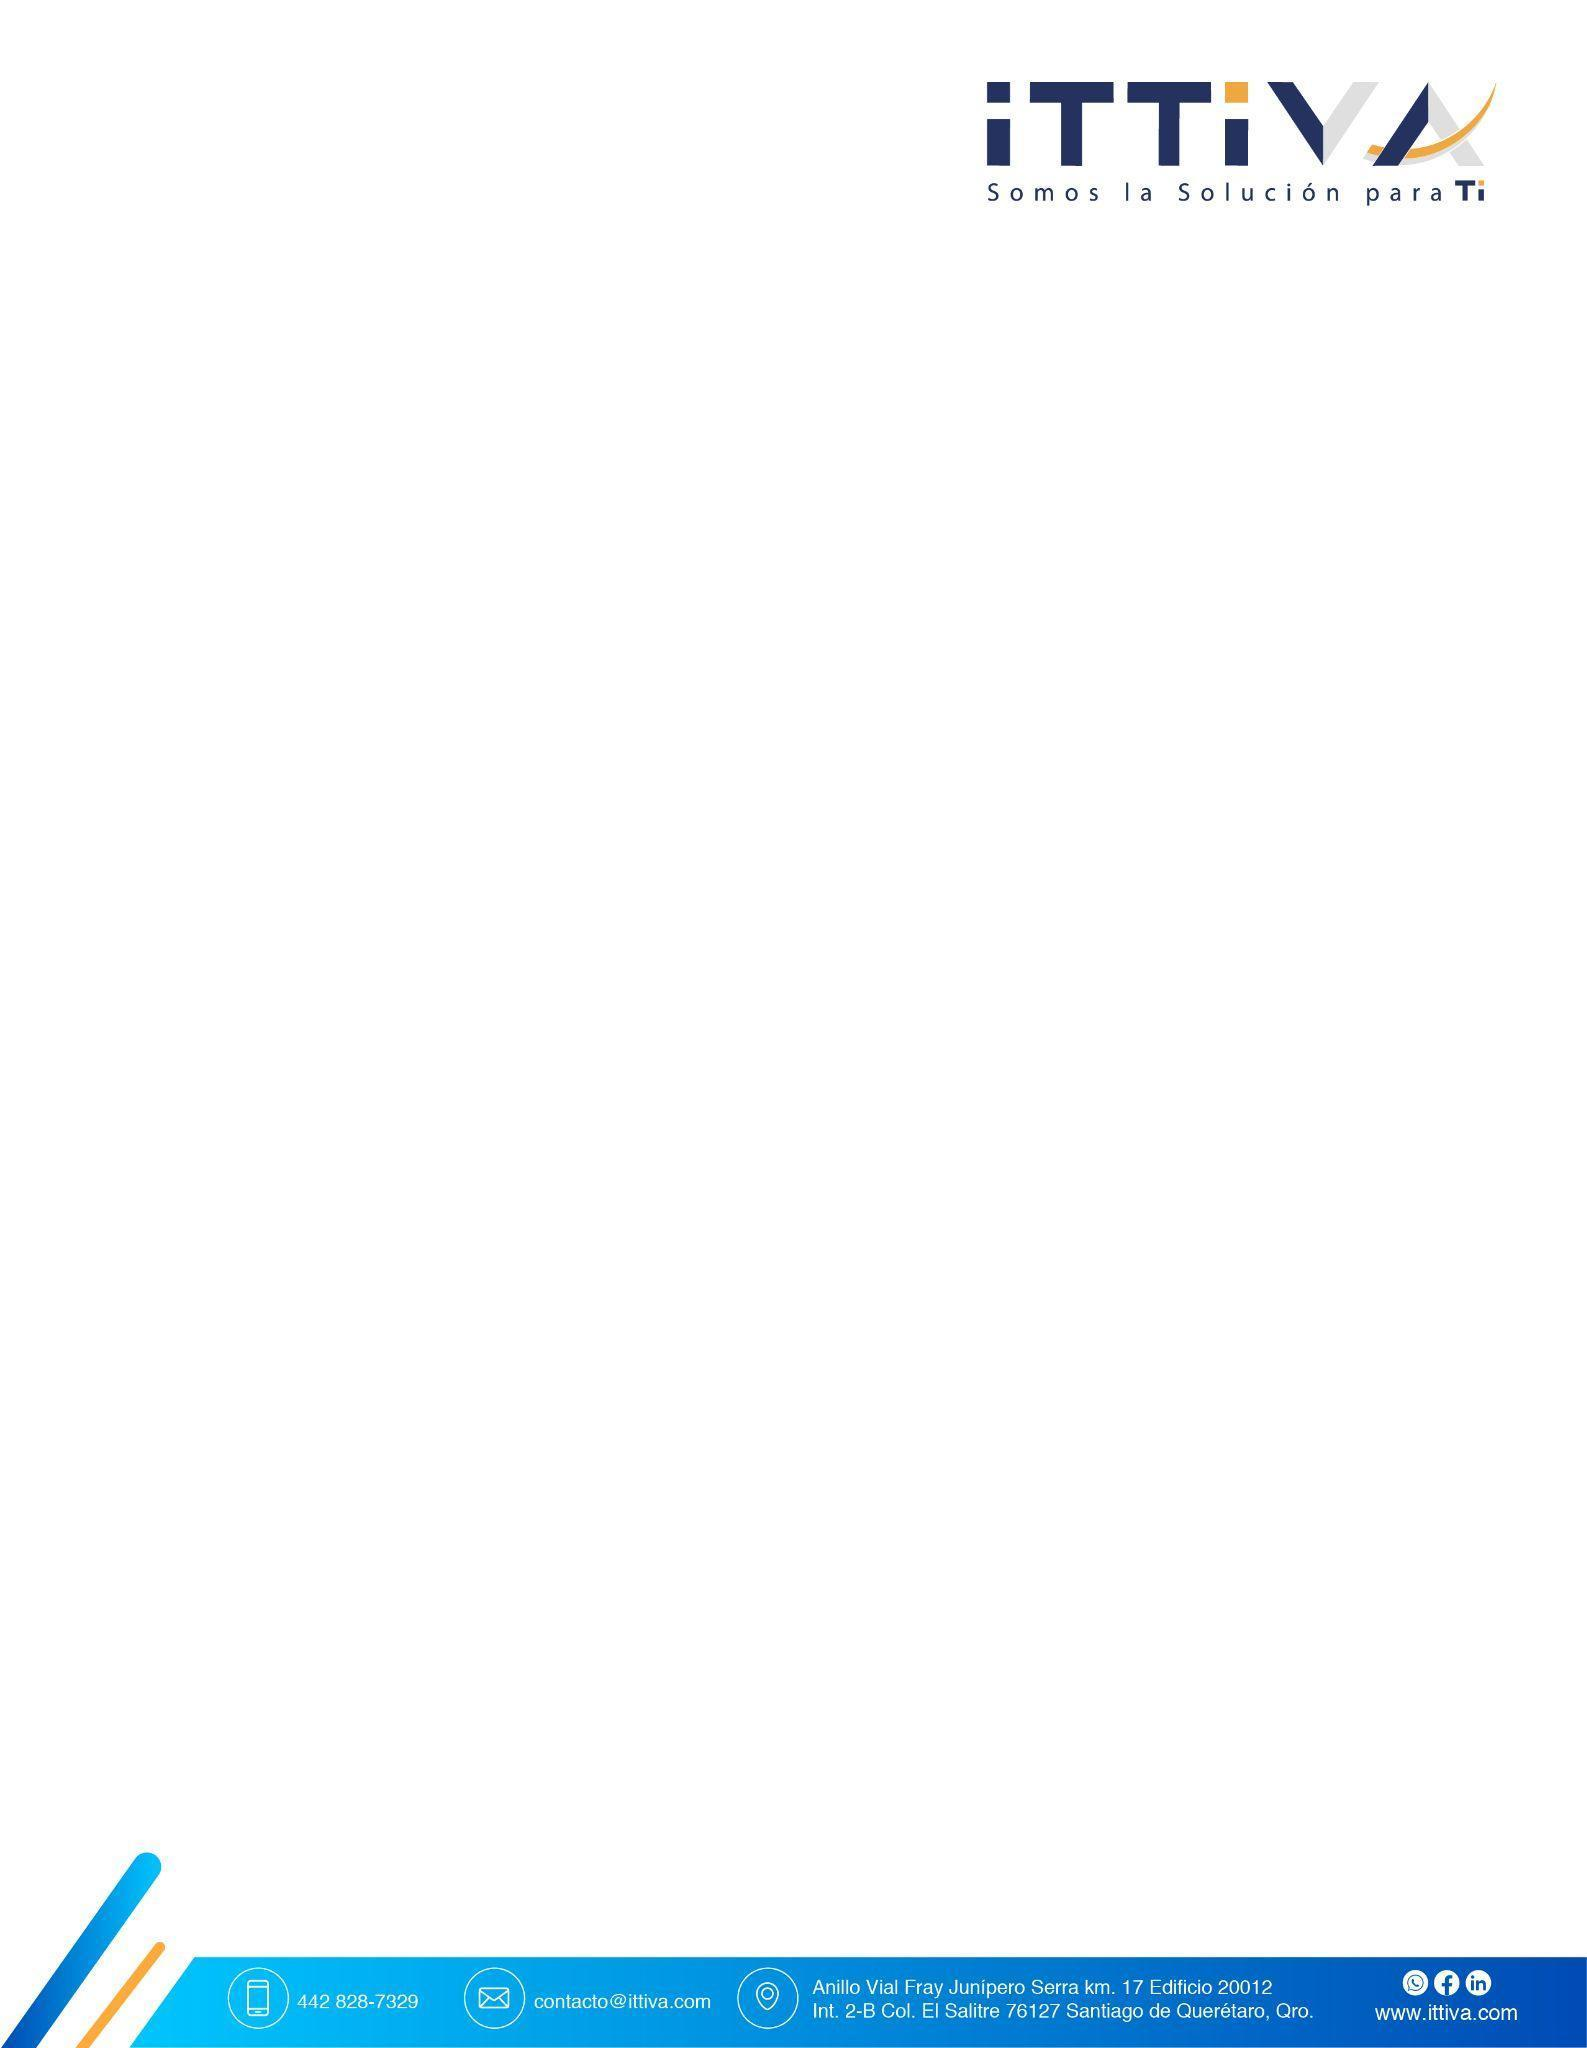 iTTiVA
Somos la Solución para Ti
442 828-7329
contacto@ittiva.com
Anillo Vial Fray Junípero Serra km. 17 Edificio 20012
Int. 2-B Col. El Salitre 76127 Santiago de Querétaro, Qro.
www.ittiva.com